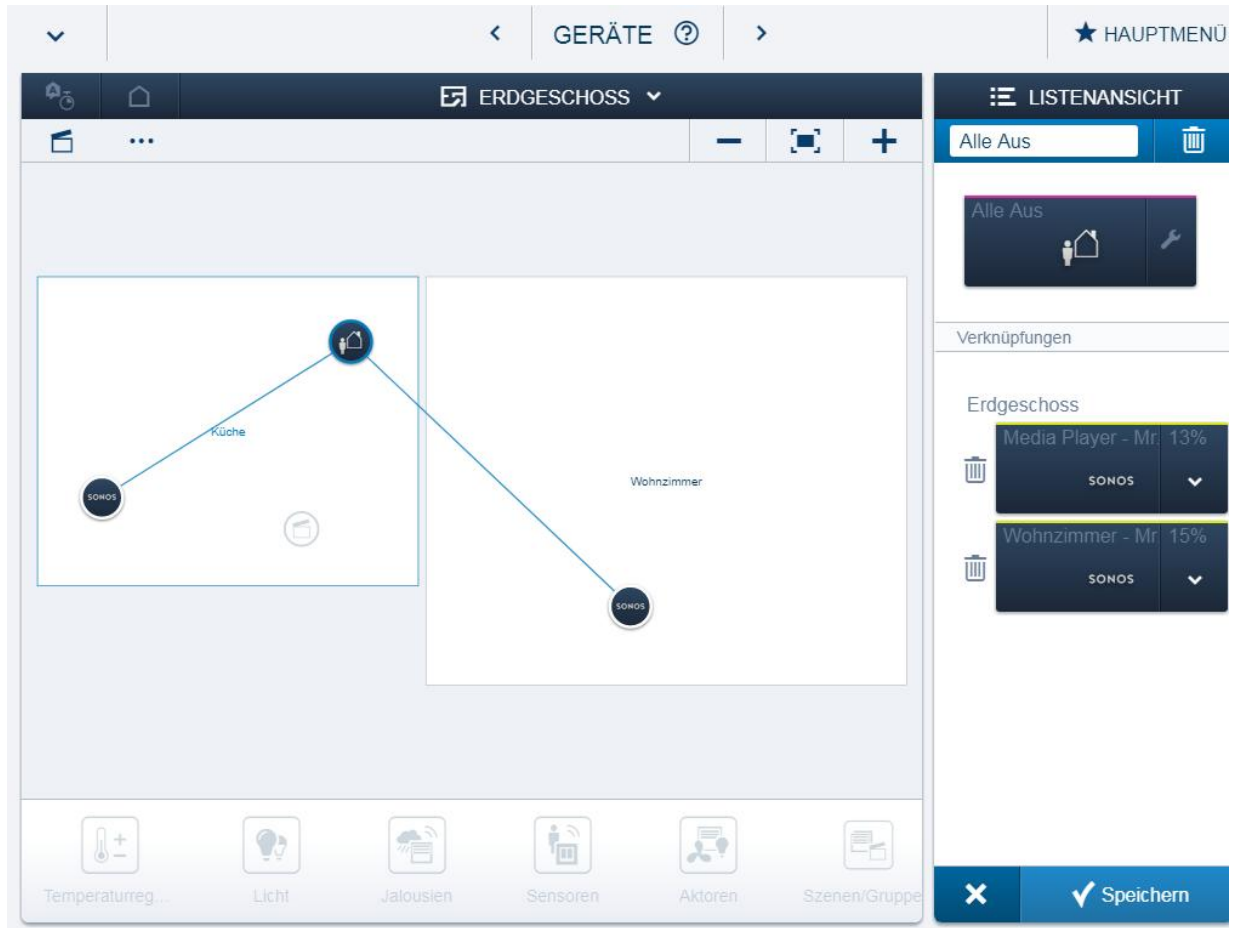 GERÄTE ?
HAUPTMENÜ
ERDGESCHOSS
LISTENANSICHT
Alle Aus
Alle Aus
Verknüpfungen
Küche
SONOS
Wohnzimmer
SONOS
Erdgeschoss
Media Player - Mr. 13%
SONOS
Wohnzimmer - Mr 15%
SONOS
Temperaturreg...
Licht
Jalousien
Sensoren
Aktoren
Szenen/Gruppe
Speichern